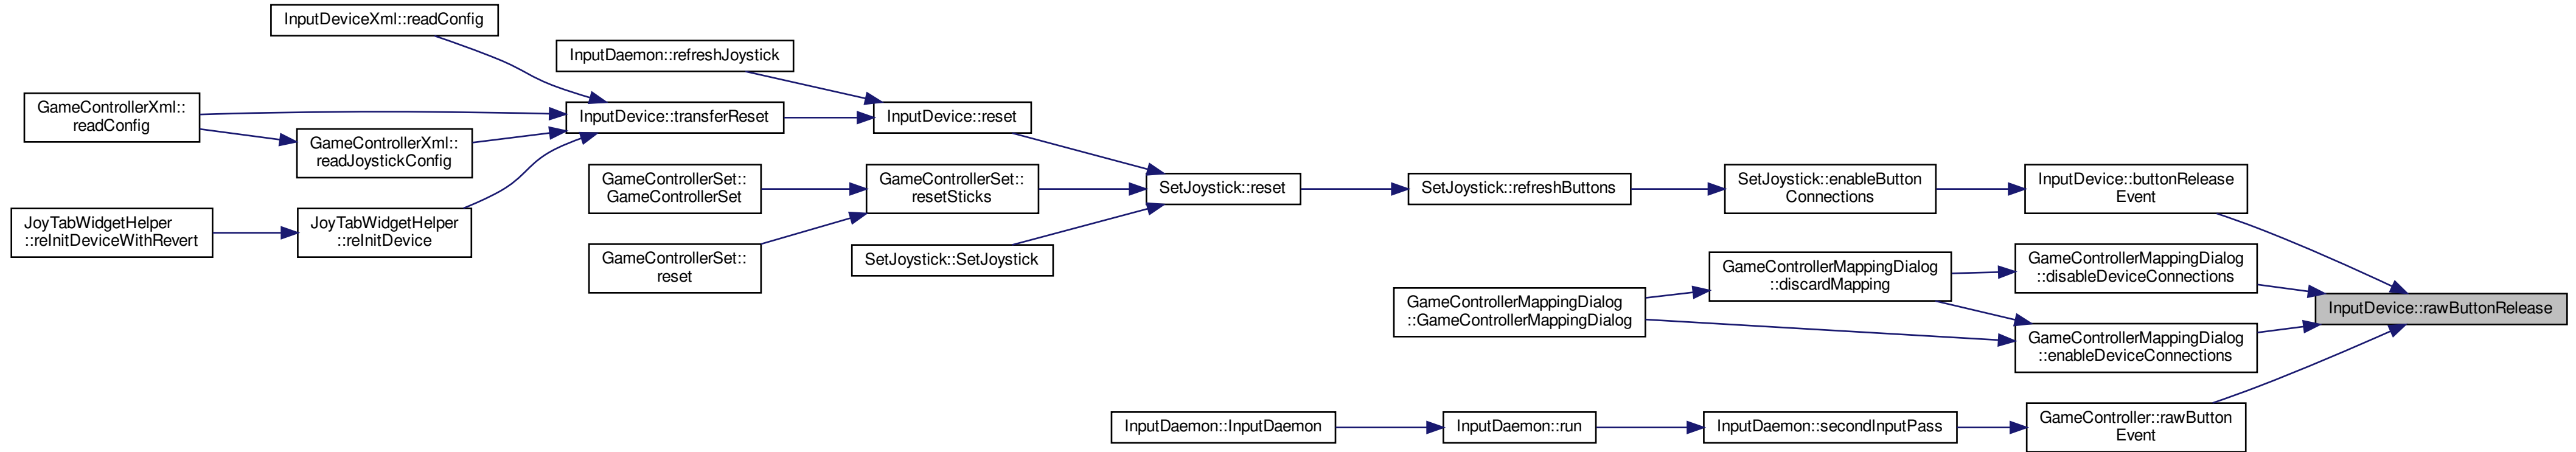 InputDeviceXml::readConfig
InputDaemon::refreshJoystick
GameControllerXml::
readConfig
InputDevice::transferReset
InputDevice::reset
GameControllerXml::
readJoystickConfig
GameControllerSet::
GameControllerSet
GameControllerSet::
resetSticks
SetJoystick::reset
SetJoystick::refreshButtons
SetJoystick::enableButton
Connections
InputDevice::buttonRelease
Event
JoyTabWidgetHelper
::reInitDeviceWithRevert
JoyTabWidgetHelper
::reInitDevice
GameControllerSet::
reset
SetJoystick::SetJoystick
GameControllerMappingDialog
::discardMapping
GameControllerMappingDialog
::disableDeviceConnections
GameControllerMappingDialog
::GameControllerMappingDialog
InputDevice::rawButtonRelease
GameControllerMappingDialog
::enableDeviceConnections
InputDaemon::InputDaemon
InputDaemon::run
InputDaemon::secondInputPass
GameController::rawButton
Event